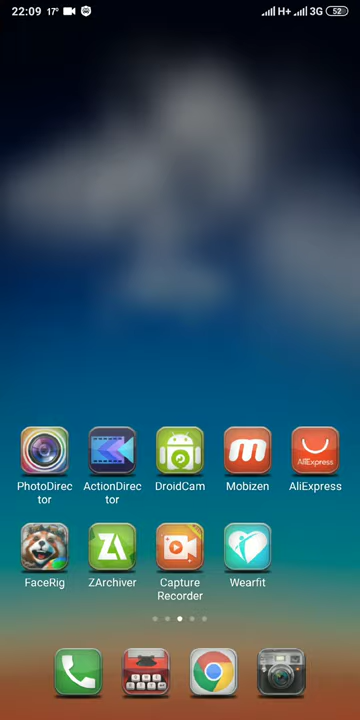 22:09 17° H+ 3G 52
AliExpress
PhotoDirec
tor
ActionDirec
tor
DroidCam
Mobizen
AliExpress
FaceRig
ZArchiver
Capture
Recorder
Wearfit